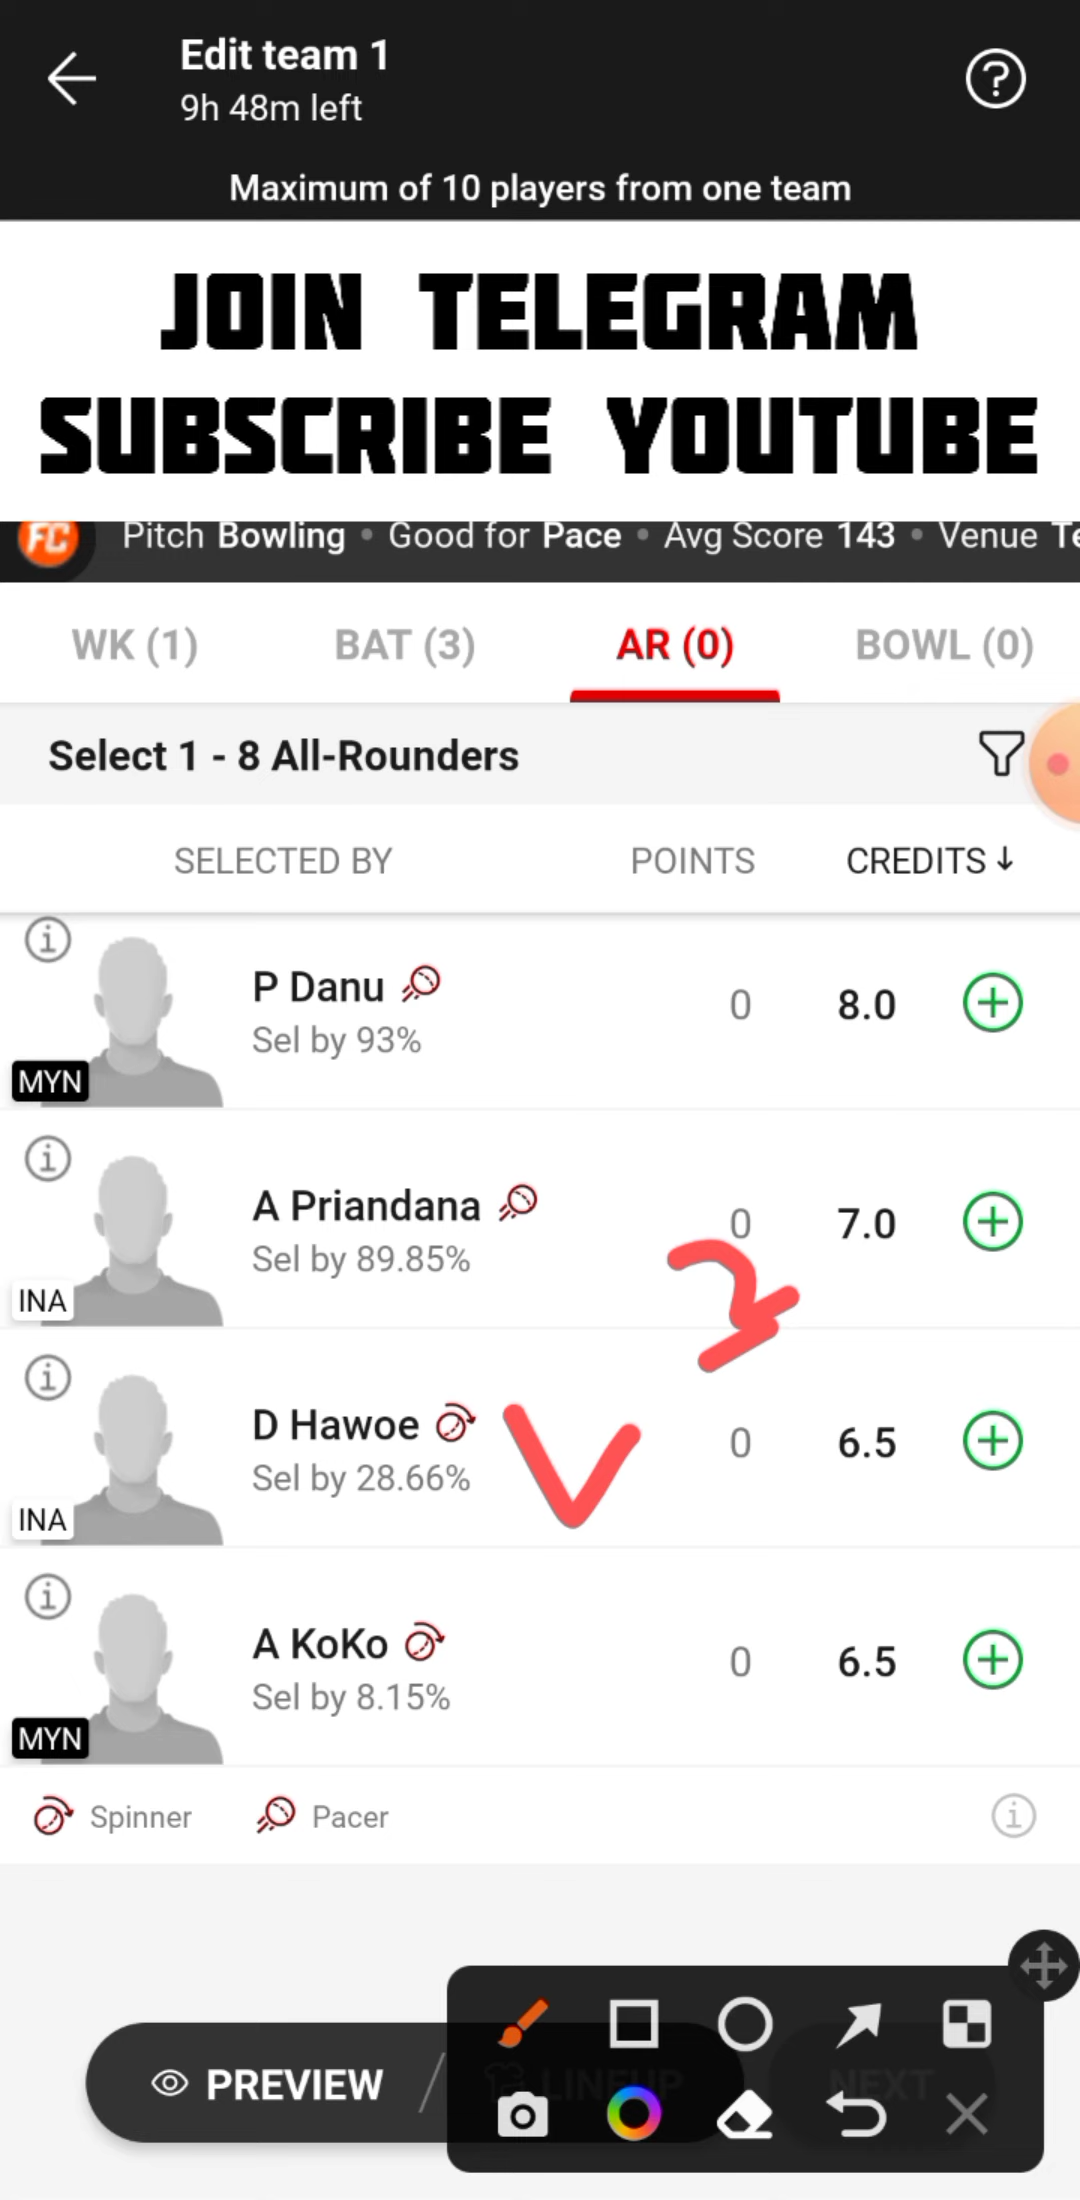 Edit team 1
9h 48m left
Maximum of 10 players from one team
JOIN TELEGRAM
SUBSCRIBE YOUTUBE
FC Pitch Bowling • Good for Pace • Avg Score 143 • Venue
WK (1) BAT (3) AR (0) BOWL (0)
Select 1 - 8 All-Rounders
SELECTED BY POINTS CREDITS ↓
P Danu
0 8.0
Sel by 93%
MYN
A Priandana
0 7.0
Sel by 89.85%
INA
D Hawoe
0 6.5
Sel by 28.66%
INA
A KoKo
0 6.5
Sel by 8.15%
MYN
Spinner Pacer
PREVIEW / LINEUP NEXT